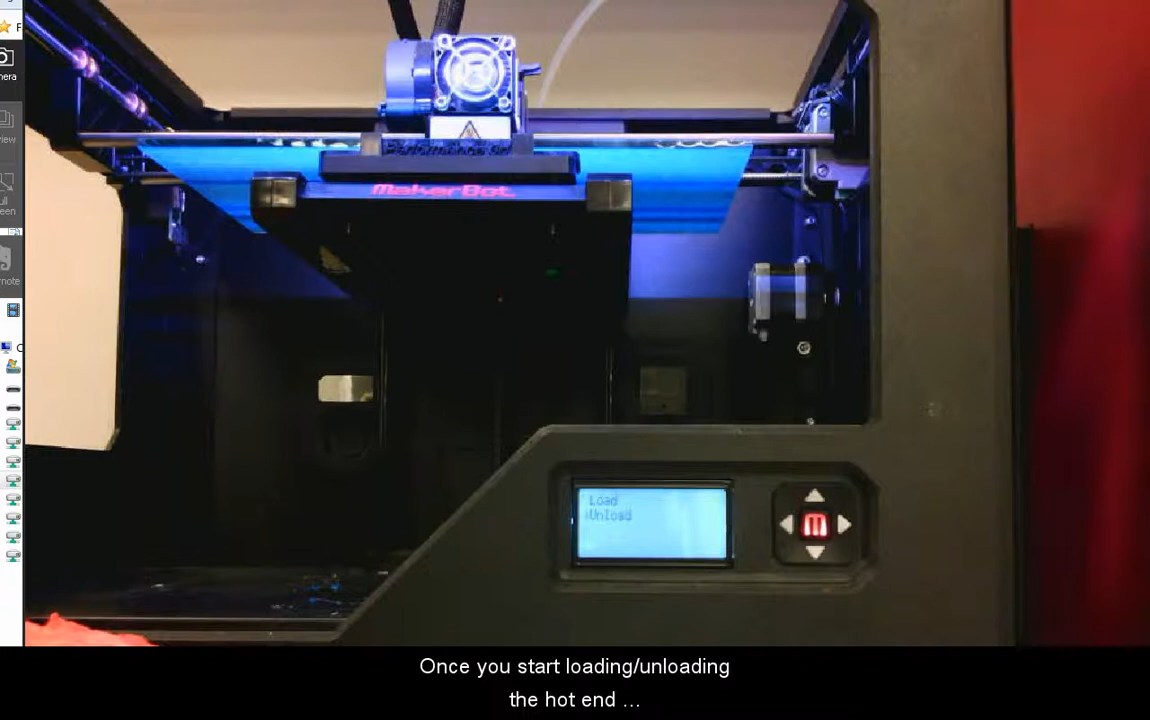 MakerBot
Load
Unload
M
Once you start loading/unloading
the hot end ...